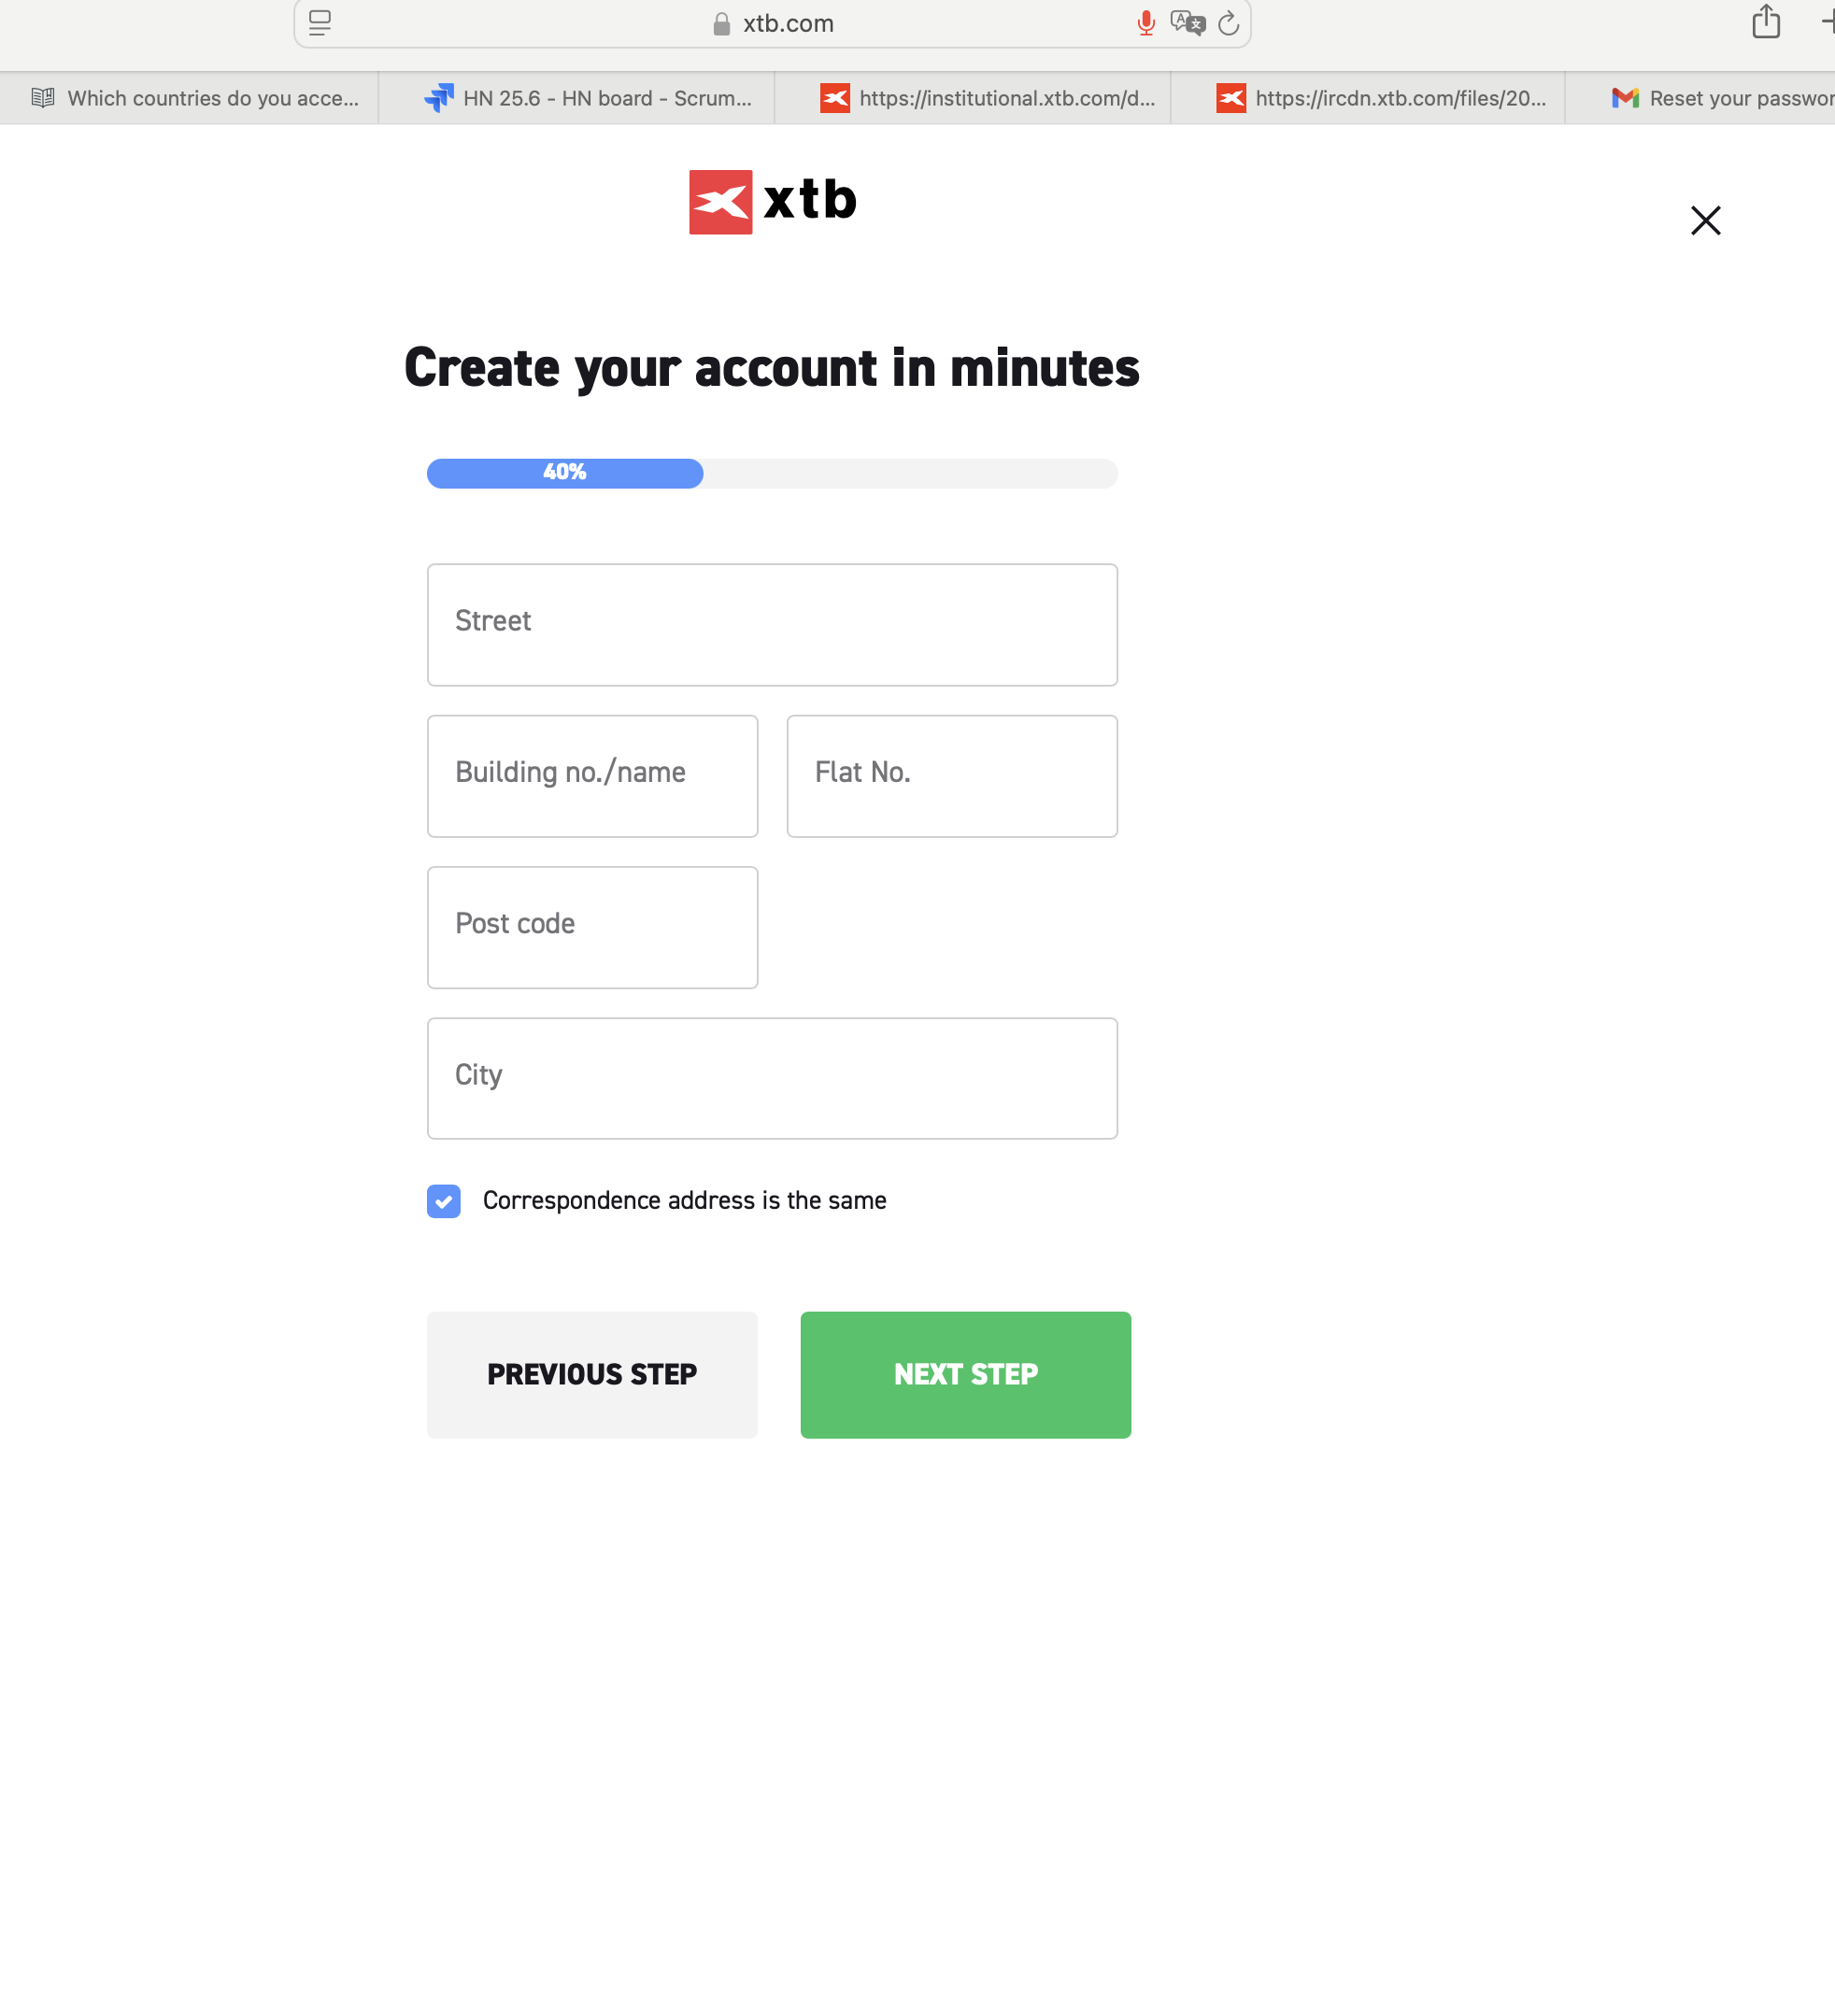 xtb.com
Which countries do you acce...
HN 25.6 - HN board - Scrum...
https://institutional.xtb.com/d...
https://ircdn.xtb.com/files/20...
Reset your passwor
xtb
Create your account in minutes
40%
Street
Building no./name
Flat No.
Post code
City
Correspondence address is the same
PREVIOUS STEP
NEXT STEP